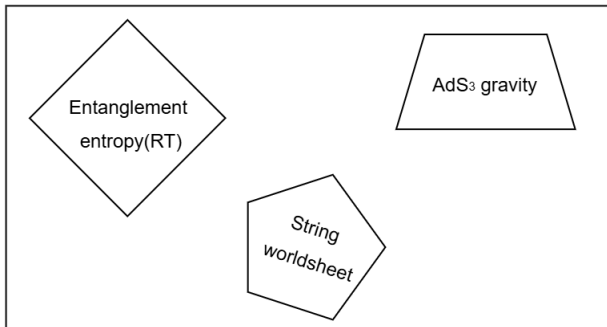 Entanglement
entropy(RT)
AdS₃ gravity
String
worldsheet